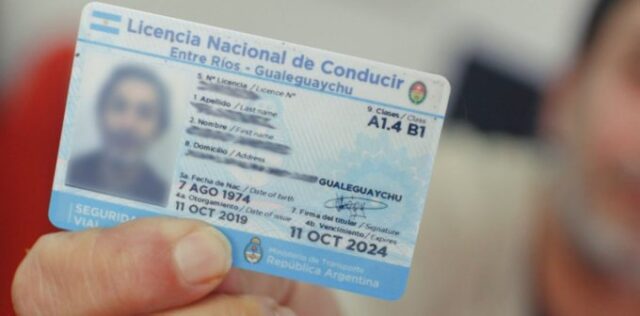 Licencia Nacional de Conducir
Entre Ríos - Gualeguaychu
5. N° Licencia / Licence N°
9. Clases / Class
A1.4 B1
1. Apellido / Last name
2. Nombre / First name
8. Domicilio / Address
GUALEGUAYCHU
3a. Fecha de Nac. / Date of birth
7 AGO 1974
7. Firma del titular / Signature
4a. Otorgamiento / Date of issue
11 OCT 2019
4b. Vencimiento / Expires
11 OCT 2024
SEGURIDAD
VIAL
Ministerio de Transporte
República Argentina